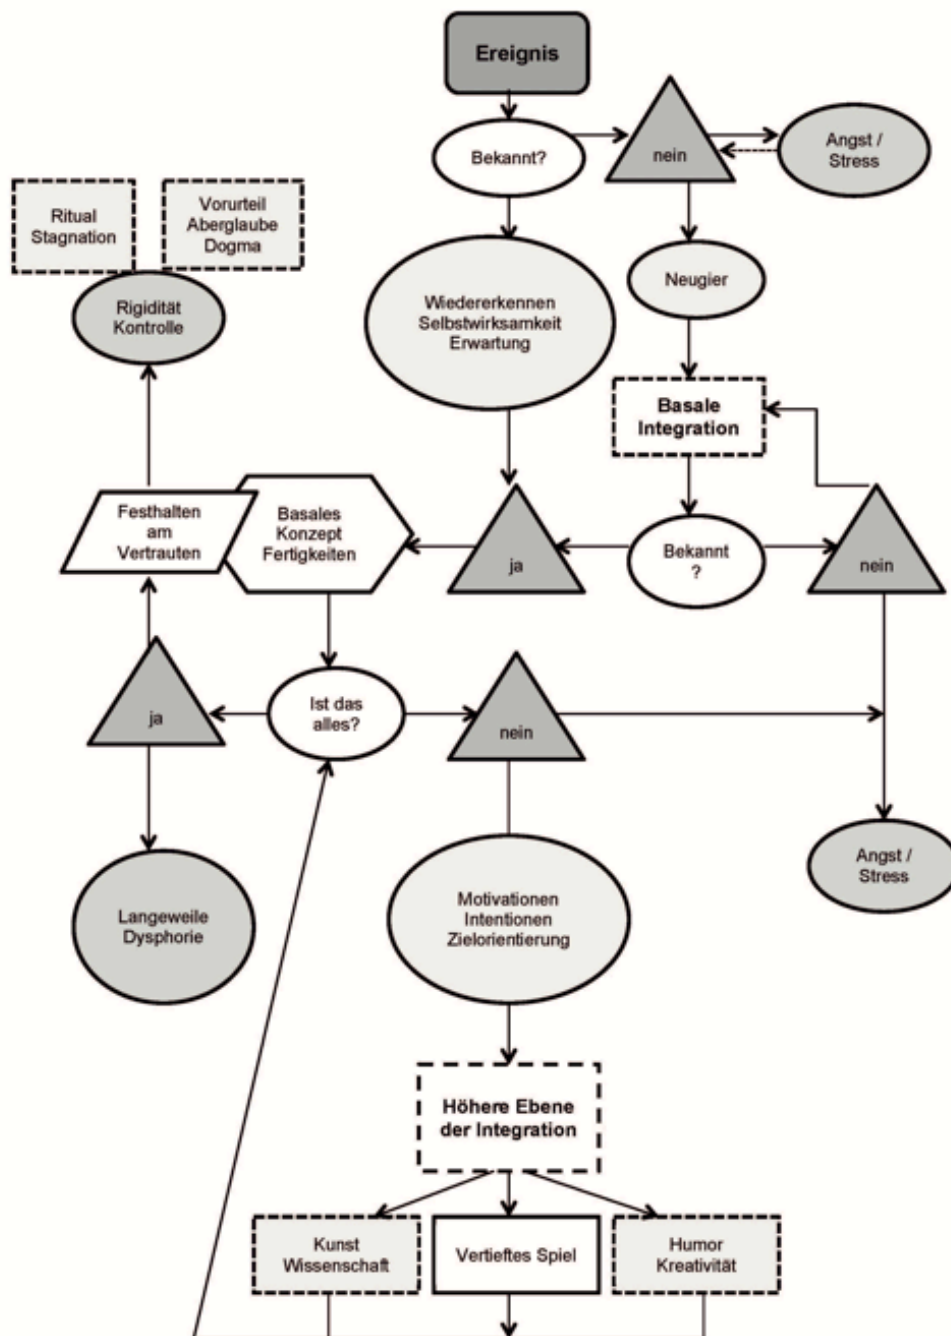 Ereignis
Bekannt?
nein
Angst /
Stress
Ritual
Stagnation
Vorurteil
Aberglaube
Dogma
Rigidität
Kontrolle
Wiedererkennen
Selbstwirksamkeit
Erwartung
Neugier
Basale
Integration
Festhalten
am
Vertrauten
Basales
Konzept
Fertigkeiten
ja
Bekannt
?
nein
ja
Ist das
alles?
nein
Langeweile
Dysphorie
Motivationen
Intentionen
Zielorientierung
Angst /
Stress
Höhere Ebene
der Integration
Kunst
Wissenschaft
Vertieftes Spiel
Humor
Kreativität